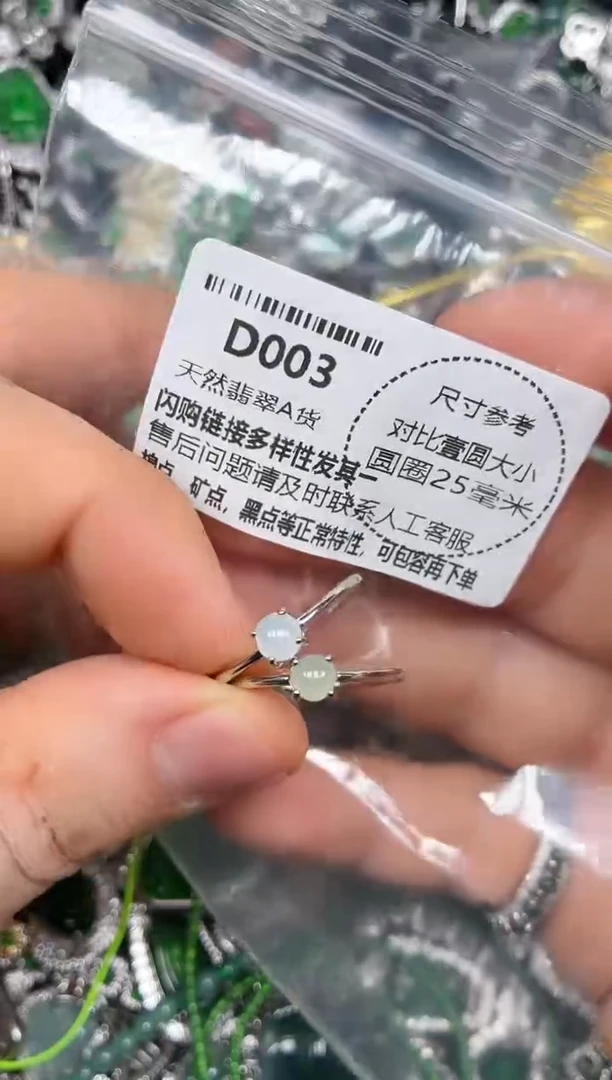 D003
天然翡翠A货
闪购链接多样性发其一
售后问题请及时联系人工客服
矿点，黑点等正常特性，可包容再下单
尺寸参考
对比壹圆大小
圆圈25毫米